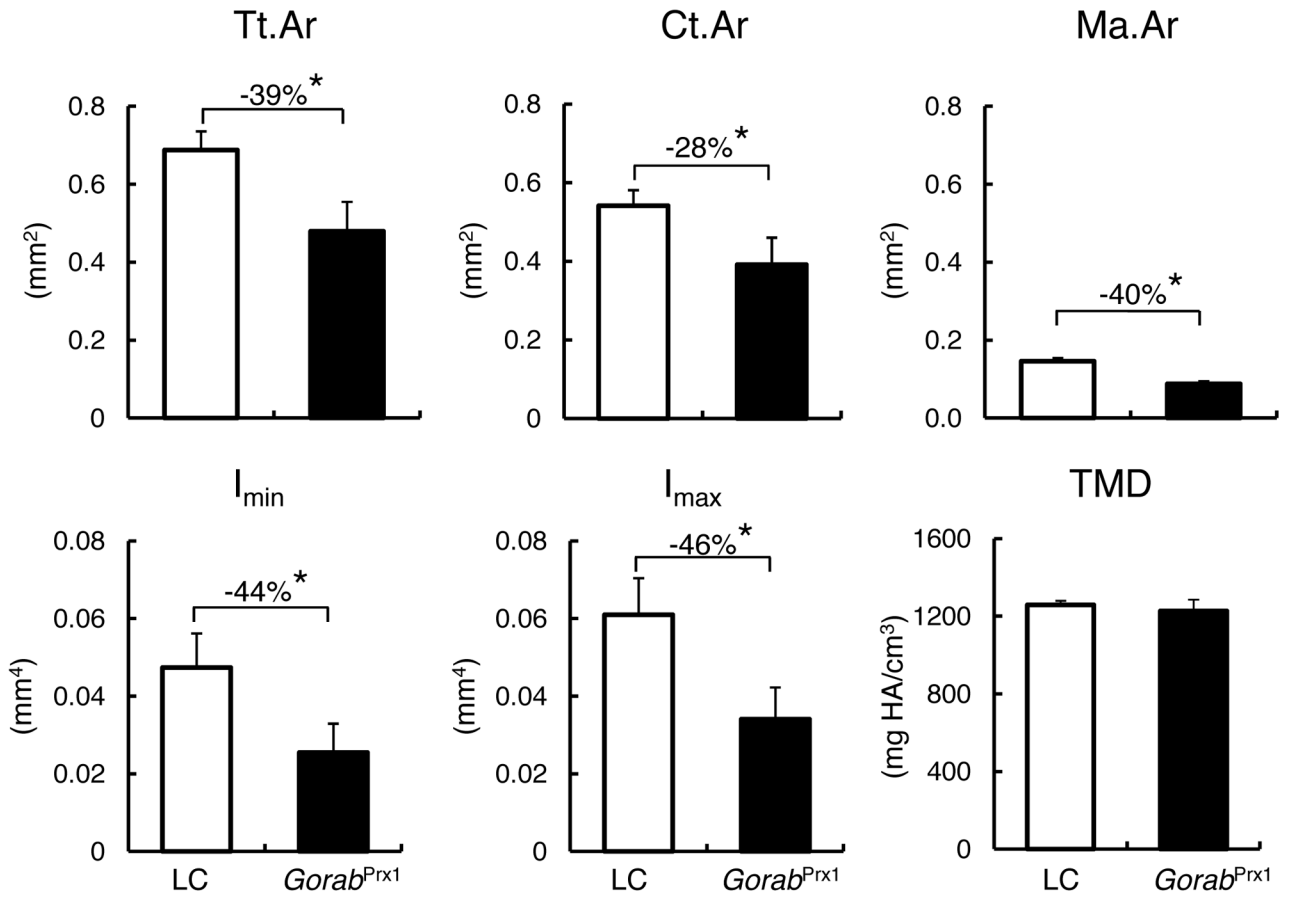 Tt.Ar
Ct.Ar
Ma.Ar
-39%*
-28%*
-40%*
0.8
0.6
0.4
0.2
0
(mm²)
0.8
0.6
0.4
0.2
0
(mm²)
0.8
0.6
0.4
0.2
0.0
(mm²)
Imin
Imax
TMD
-44%*
-46%*
0.08
0.06
0.04
0.02
0
(mm⁴)
LC
GorabPrx1
0.08
0.06
0.04
0.02
0
(mm⁴)
LC
GorabPrx1
1600
1200
800
400
0
(mg HA/cm³)
LC
GorabPrx1